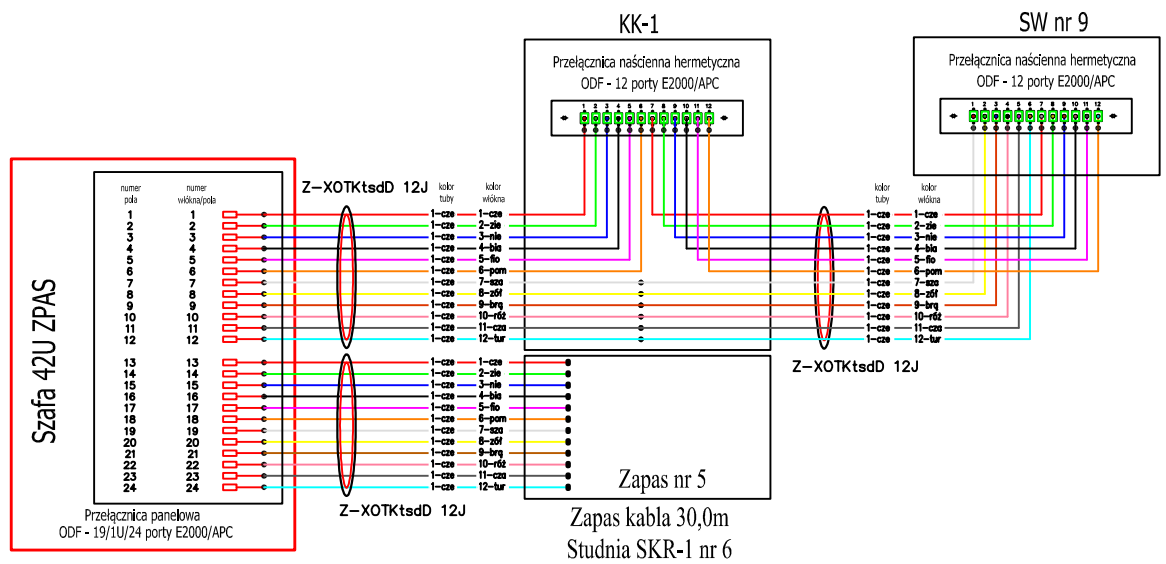 KK-1
SW nr 9
Przełącznica naścienna hermetyczna
ODF - 12 porty E2000/APC
1 2 3 4 5 6 7 8 9 10 11 12
Przełącznica naścienna hermetyczna
ODF - 12 porty E2000/APC
1 2 3 4 5 6 7 8 9 10 11 12
Szafa 42U ZPAS
numer pola
numer włókna/pola
Z-XOTKtsdD 12J
kolor tuby
kolor włókna
kolor tuby
kolor włókna
1 1 1-cze 1-cze 1-cze 1-cze
2 2 1-cze 2-zie 1-cze 2-zie
3 3 1-cze 3-nie 1-cze 3-nie
4 4 1-cze 4-bia 1-cze 4-bia
5 5 1-cze 5-fio 1-cze 5-fio
6 6 1-cze 6-pom 1-cze 6-pom
7 7 1-cze 7-sza 1-cze 7-sza
8 8 1-cze 8-żół 1-cze 8-żół
9 9 1-cze 9-brą 1-cze 9-brą
10 10 1-cze 10-róż 1-cze 10-róż
11 11 1-cze 11-cza 1-cze 11-cza
12 12 1-cze 12-tur 1-cze 12-tur
Z-XOTKtsdD 12J
13 13 1-cze 1-cze
14 14 1-cze 2-zie
15 15 1-cze 3-nie
16 16 1-cze 4-bia
17 17 1-cze 5-fio
18 18 1-cze 6-pom
19 19 1-cze 7-sza
20 20 1-cze 8-żół
21 21 1-cze 9-brą
22 22 1-cze 10-róż
23 23 1-cze 11-cza
24 24 1-cze 12-tur
Z-XOTKtsdD 12J
Przełącznica panelowa
ODF - 19/1U/24 porty E2000/APC
Zapas nr 5
Zapas kabla 30,0m
Studnia SKR-1 nr 6